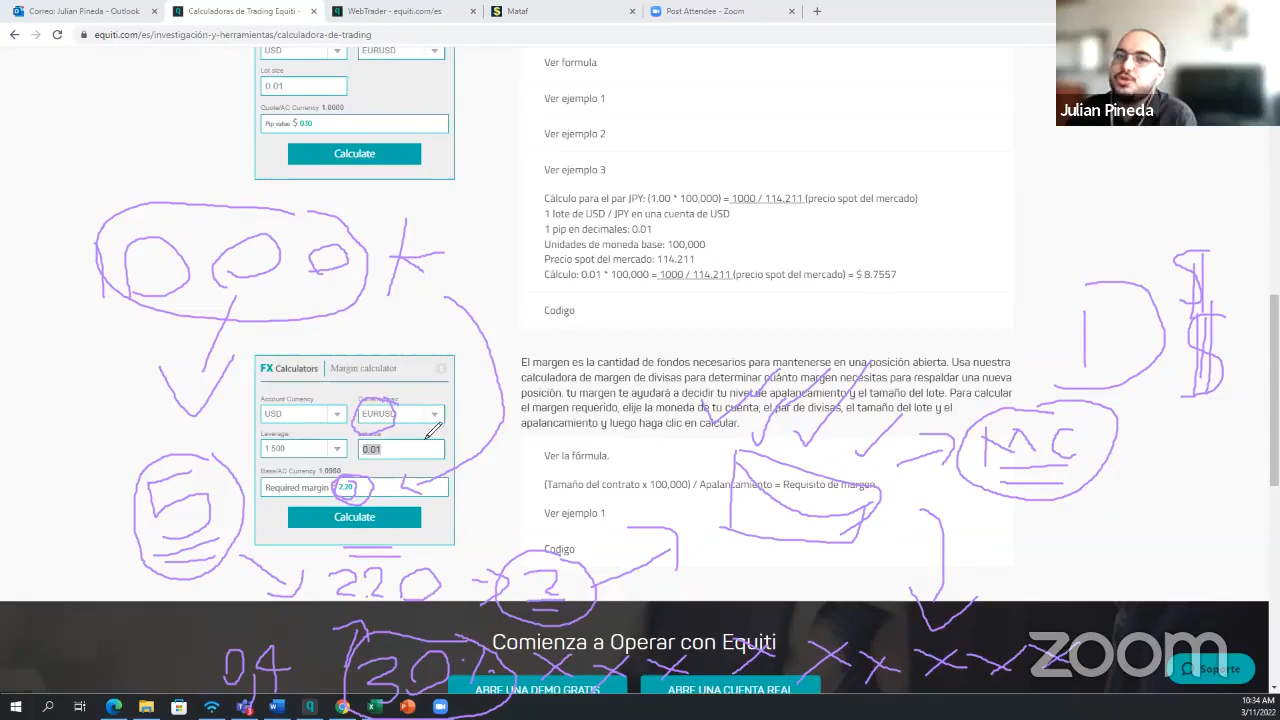 Correo: Julian Pineda - Outlook
Calculadoras de Trading Equiti -
WebTrader - equiti.com/es
Mataf
Post Attendee - Zoom
equiti.com/es/investigación-y-herramientas/calculadora-de-trading
USD
EURUSD
Lot size
0.01
Quote/AC Currency 1.0000
Pip value $ 0.10
Calculate
Ver formula
Ver ejemplo 1
Ver ejemplo 2
Ver ejemplo 3
Cálculo para el par JPY: (1.00 * 100,000) = 1000 / 114.211 (precio spot del mercado)
1 lote de USD / JPY en una cuenta de USD
1 pip en decimales: 0.01
Unidades de moneda base: 100,000
Precio spot del mercado: 114.211
Cálculo: 0.01 * 100,000 = 1000 / 114.211 (precio spot del mercado) = $ 8.7557
Codigo
Julian Pineda
FX Calculators
Margin calculator
Account Currency
USD
EURUSD
Leverage
1:500
Lot size
0.01
Base/AC Currency 1.0980
Required margin
2.20
Calculate
El margen es la cantidad de fondos necesarios para mantenerse en una posición abierta. Usa nuestra
calculadora de margen de divisas para determinar cuánto margen necesitas para respaldar una nueva
posición. tu margen te ayudará a decidir tu nivel de apalancamiento y el tamaño del lote. Para calcular
el margen requerido, elije la moneda de tu cuenta, el par de divisas, el tamaño del lote y el
apalancamiento y luego haga clic en calcular.
Ver la fórmula.
(Tamaño del contrato x 100,000) / Apalancamiento = Requisito de margen
Ver ejemplo 1
Codigo
5
220
2
0,4
30%
D
$
$
Comienza a Operar con Equiti
ABRE UNA DEMO GRATIS
ABRE UNA CUENTA REAL
zoom
Soporte
10:34 AM
3/11/2022